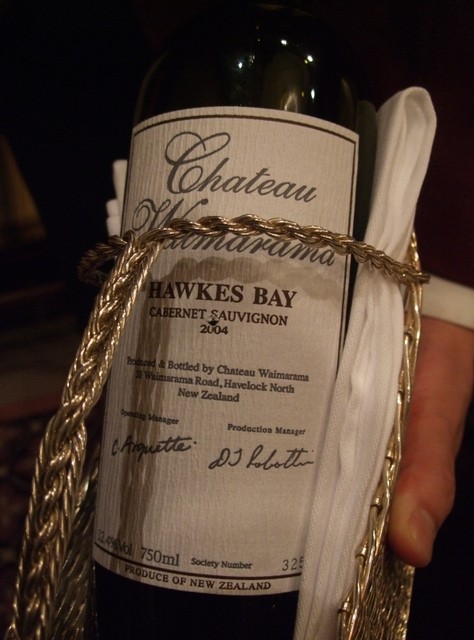 Chateau
Waimarama
HAWKES BAY
CABERNET SAUVIGNON
2004
Produced & Bottled by Chateau Waimarama
Waimarama Road, Havelock North
New Zealand
Operating Manager
Production Manager
750ml
Society Number
325
PRODUCE OF NEW ZEALAND